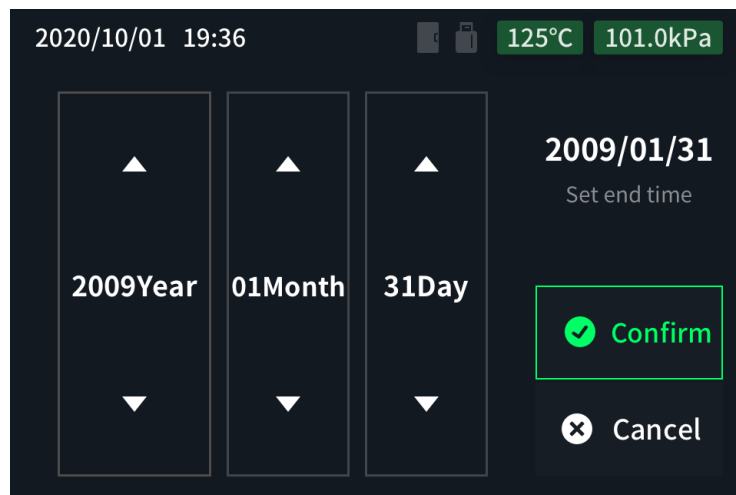 2020/10/01 19:36 125℃ 101.0kPa
2009/01/31
Set end time
2009Year 01Month 31Day
Confirm
Cancel